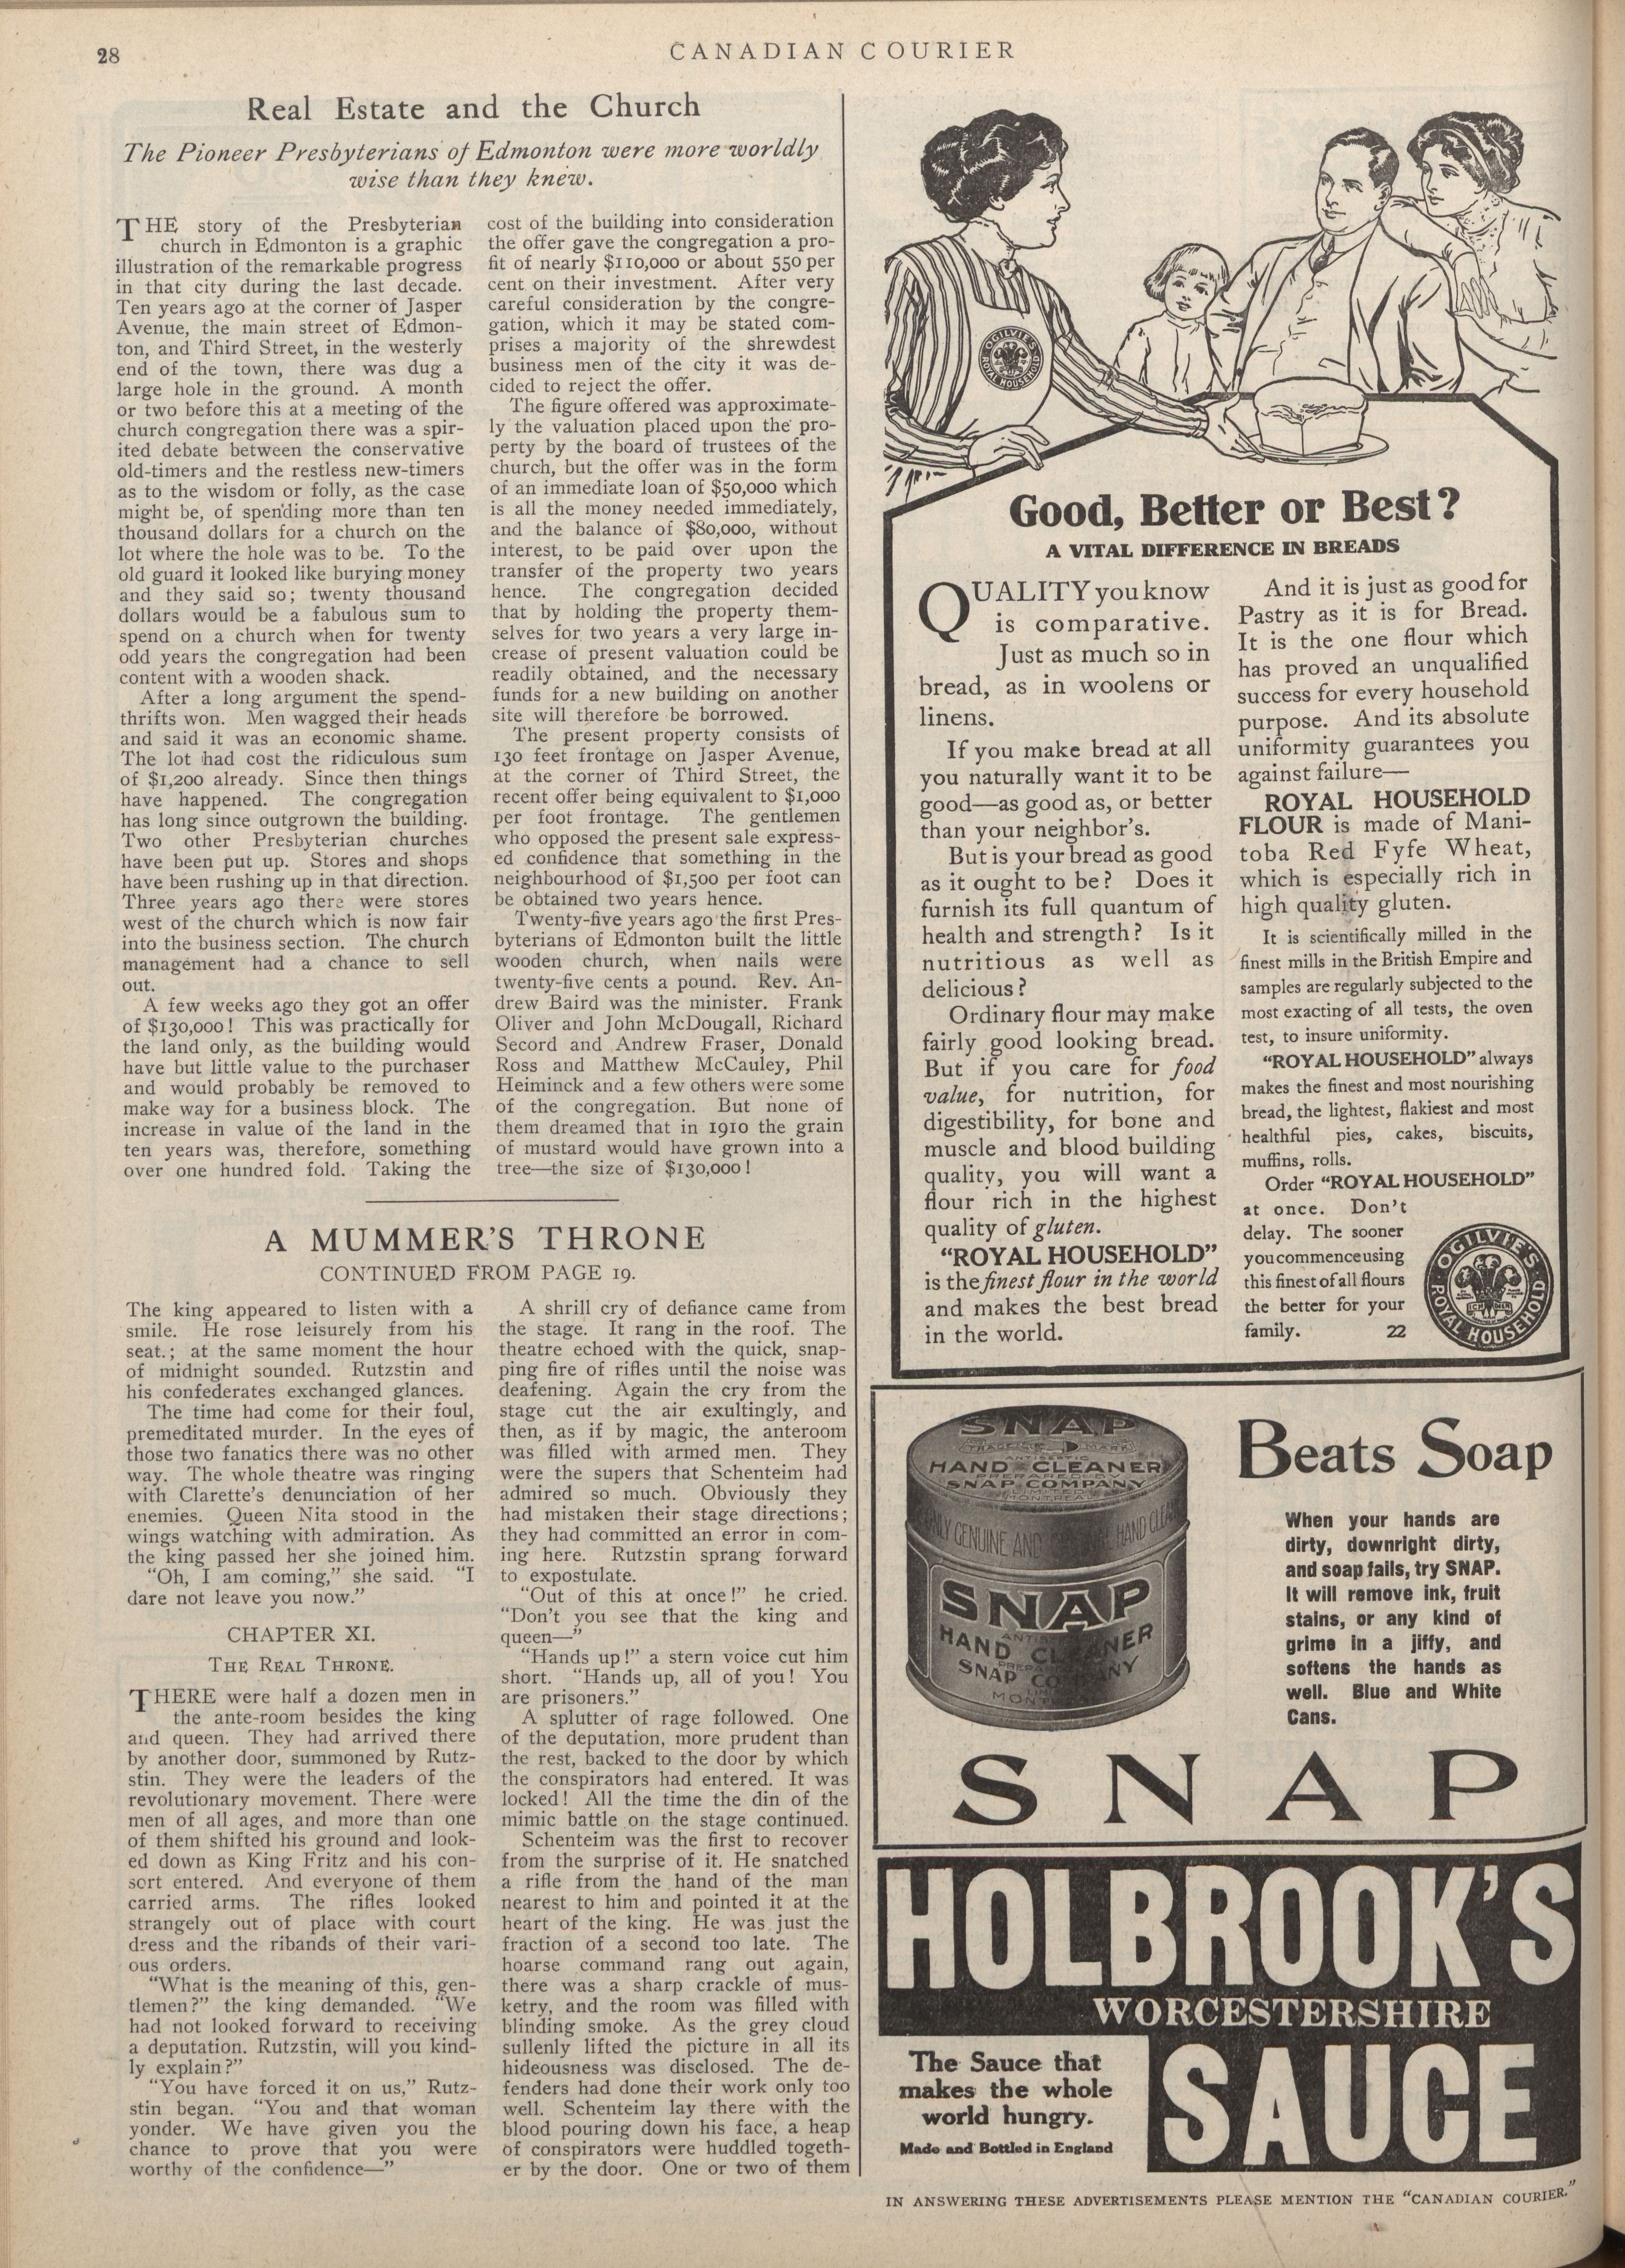 28
CANADIAN COURIER
Real Estate and the Church
The Pioneer Presbyterians of Edmonton were more worldly
wise than they knew.
THE story of the Presbyterian
church in Edmonton is a graphic
illustration of the remarkable progress
in that city during the last decade.
Ten years ago at the corner of Jasper
Avenue, the main street of Edmon-
ton, and Third Street, in the westerly
end of the town, there was dug a
large hole in the ground. A month
or two before this at a meeting of the
church congregation there was a spir-
ited debate between the conservative
old-timers and the restless new-timers
as to the wisdom or folly, as the case
might be, of spending more than ten
thousand dollars for a church on the
lot where the hole was to be. To the
old guard it looked like burying money
and they said so; twenty thousand
dollars would be a fabulous sum to
spend on a church when for twenty
odd years the congregation had been
content with a wooden shack.
After a long argument the spend-
thrifts won. Men wagged their heads
and said it was an economic shame.
The lot had cost the ridiculous sum
of $1,200 already. Since then things
have happened. The congregation
has long since outgrown the building.
Two other Presbyterian churches
have been put up. Stores and shops
have been rushing up in that direction.
Three years ago there were stores
west of the church which is now fair
into the business section. The church
management had a chance to sell
out.
A few weeks ago they got an offer
of $130,000! This was practically for
the land only, as the building would
have but little value to the purchaser
and would probably be removed to
make way for a business block. The
increase in value of the land in the
ten years was, therefore, something
over one hundred fold. Taking the
cost of the building into consideration
the offer gave the congregation a pro-
fit of nearly $110,000 or about 550 per
cent on their investment. After very
careful consideration by the congre-
gation, which it may be stated com-
prises a majority of the shrewdest
business men of the city it was de-
cided to reject the offer.
The figure offered was approximate-
ly the valuation placed upon the pro-
perty by the board of trustees of the
church, but the offer was in the form
of an immediate loan of $50,000 which
is all the money needed immediately,
and the balance of $80,000, without
interest, to be paid over upon the
transfer of the property two years
hence. The congregation decided
that by holding the property them-
selves for two years a very large in-
crease of present valuation could be
readily obtained, and the necessary
funds for a new building on another
site will therefore be borrowed.
The present property consists of
130 feet frontage on Jasper Avenue,
at the corner of Third Street, the
recent offer being equivalent to $1,000
per foot frontage. The gentlemen
who opposed the present sale express-
ed confidence that something in the
neighbourhood of $1,500 per foot can
be obtained two years hence.
Twenty-five years ago the first Pres-
byterians of Edmonton built the little
wooden church, when nails were
twenty-five cents a pound. Rev. An-
drew Baird was the minister. Frank
Oliver and John McDougall, Richard
Secord and Andrew Fraser, Donald
Ross and Matthew McCauley, Phil
Heiminck and a few others were some
of the congregation. But none of
them dreamed that in 1910 the grain
of mustard would have grown into a
tree—the size of $130,000!
A MUMMER'S THRONE
CONTINUED FROM PAGE 19.
The king appeared to listen with a
smile. He rose leisurely from his
seat.; at the same moment the hour
of midnight sounded. Rutzstin and
his confederates exchanged glances.
The time had come for their foul,
premeditated murder. In the eyes of
those two fanatics there was no other
way. The whole theatre was ringing
with Clarette's denunciation of her
enemies. Queen Nita stood in the
wings watching with admiration. As
the king passed her she joined him.
"Oh, I am coming," she said. "I
dare not leave you now."
CHAPTER XI.
THE REAL THRONE.
THERE were half a dozen men in
the ante-room besides the king
and queen. They had arrived there
by another door, summoned by Rutz-
stin. They were the leaders of the
revolutionary movement. There were
men of all ages, and more than one
of them shifted his ground and look-
ed down as King Fritz and his con-
sort entered. And everyone of them
carried arms. The rifles looked
strangely out of place with court
dress and the ribands of their vari-
ous orders.
"What is the meaning of this, gen-
tlemen?" the king demanded. "We
had not looked forward to receiving
a deputation. Rutzstin, will you kind-
ly explain?"
"You have forced it on us," Rutz-
stin began. "You and that woman
yonder. We have given you the
chance to prove that you were
worthy of the confidence—"
A shrill cry of defiance came from
the stage. It rang in the roof. The
theatre echoed with the quick, snap-
ping fire of rifles until the noise was
deafening. Again the cry from the
stage cut the air exultingly, and
then, as if by magic, the anteroom
was filled with armed men. They
were the supers that Schenteim had
admired so much. Obviously they
had mistaken their stage directions;
they had committed an error in com-
ing here. Rutzstin sprang forward
to expostulate.
"Out of this at once!" he cried.
"Don't you see that the king and
queen—"
"Hands up!" a stern voice cut him
short. "Hands up, all of you! You
are prisoners."
A splutter of rage followed. One
of the deputation, more prudent than
the rest, backed to the door by which
the conspirators had entered. It was
locked! All the time the din of the
mimic battle on the stage continued.
Schenteim was the first to recover
from the surprise of it. He snatched
a rifle from the hand of the man
nearest to him and pointed it at the
heart of the king. He was just the
fraction of a second too late. The
hoarse command rang out again,
there was a sharp crackle of mus-
ketry, and the room was filled with
blinding smoke. As the grey cloud
sullenly lifted the picture in all its
hideousness was disclosed. The de-
fenders had done their work only too
well. Schenteim lay there with the
blood pouring down his face, a heap
of conspirators were huddled togeth-
er by the door. One or two of them
OGILVIE'S
ROYAL HOUSEHOLD
Good, Better or Best?
A VITAL DIFFERENCE IN BREADS
QUALITY you know
is comparative.
Just as much so in
bread, as in woolens or
linens.
If you make bread at all
you naturally want it to be
good—as good as, or better
than your neighbor's.
But is your bread as good
as it ought to be? Does it
furnish its full quantum of
health and strength? Is it
nutritious as well as
delicious?
Ordinary flour may make
fairly good looking bread.
But if you care for food
value, for nutrition, for
digestibility, for bone and
muscle and blood building
quality, you will want a
flour rich in the highest
quality of gluten.
"ROYAL HOUSEHOLD"
is the finest flour in the world
and makes the best bread
in the world.
And it is just as good for
Pastry as it is for Bread.
It is the one flour which
has proved an unqualified
success for every household
purpose. And its absolute
uniformity guarantees you
against failure—
ROYAL HOUSEHOLD
FLOUR is made of Mani-
toba Red Fyfe Wheat,
which is especially rich in
high quality gluten.
It is scientifically milled in the
finest mills in the British Empire and
samples are regularly subjected to the
most exacting of all tests, the oven
test, to insure uniformity.
"ROYAL HOUSEHOLD" always
makes the finest and most nourishing
bread, the lightest, flakiest and most
healthful pies, cakes, biscuits,
muffins, rolls.
Order "ROYAL HOUSEHOLD"
at once. Don't
delay. The sooner
you commence using
this finest of all flours
the better for your
family. 22
OGILVIE'S
ICH DIEN
ROYAL HOUSEHOLD
SNAP
TRADE MARK
ANTISEPTIC
HAND CLEANER
PREPARED BY
SNAP COMPANY
LIMITED
MONTREAL
ONLY GENUINE AND HAND CLEA
SNAP
HAND CLEANER
SNAP COMPANY
Beats Soap
When your hands are
dirty, downright dirty,
and soap fails, try SNAP.
It will remove ink, fruit
stains, or any kind of
grime in a jiffy, and
softens the hands as
well. Blue and White
Cans.
SNAP
HOLBROOK'S
WORCESTERSHIRE
SAUCE
The Sauce that
makes the whole
world hungry.
Made and Bottled in England
IN ANSWERING THESE ADVERTISEMENTS PLEASE MENTION THE "CANADIAN COURIER."